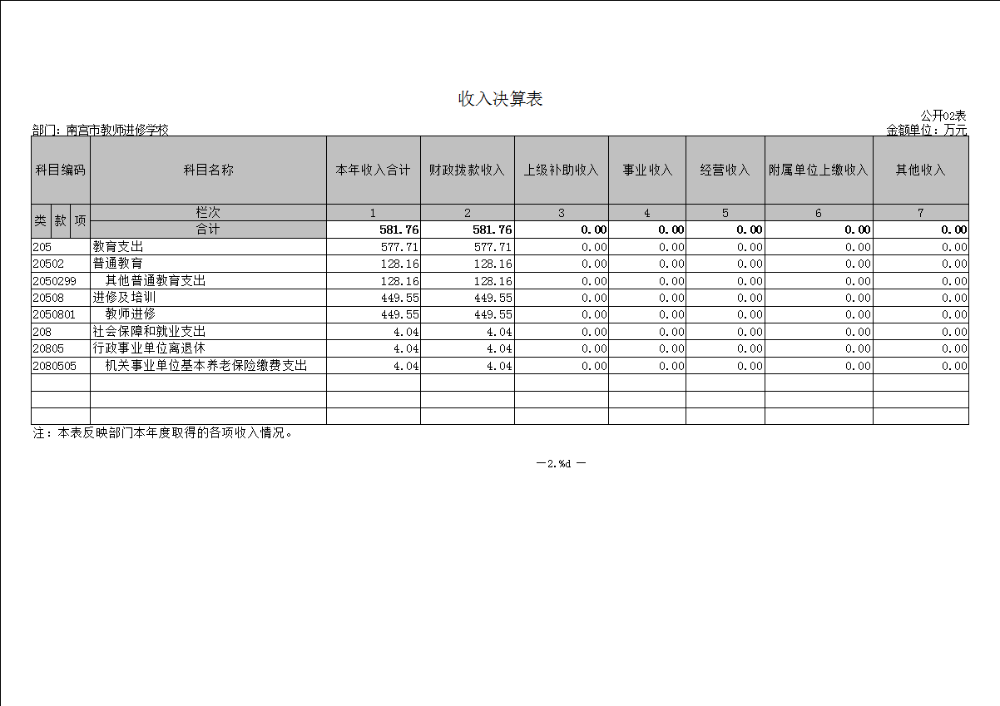 收入决算表
公开02表
部门：南宫市教师进修学校 金额单位：万元
科目编码 科目名称 本年收入合计 财政拨款收入 上级补助收入 事业收入 经营收入 附属单位上缴收入 其他收入
类 款 项 栏次 1 2 3 4 5 6 7
合计 581.76 581.76 0.00 0.00 0.00 0.00 0.00
205 教育支出 577.71 577.71 0.00 0.00 0.00 0.00 0.00
20502 普通教育 128.16 128.16 0.00 0.00 0.00 0.00 0.00
2050299 其他普通教育支出 128.16 128.16 0.00 0.00 0.00 0.00 0.00
20508 进修及培训 449.55 449.55 0.00 0.00 0.00 0.00 0.00
2050801 教师进修 449.55 449.55 0.00 0.00 0.00 0.00 0.00
208 社会保障和就业支出 4.04 4.04 0.00 0.00 0.00 0.00 0.00
20805 行政事业单位离退休 4.04 4.04 0.00 0.00 0.00 0.00 0.00
2080505 机关事业单位基本养老保险缴费支出 4.04 4.04 0.00 0.00 0.00 0.00 0.00
注：本表反映部门本年度取得的各项收入情况。
—2.%d —